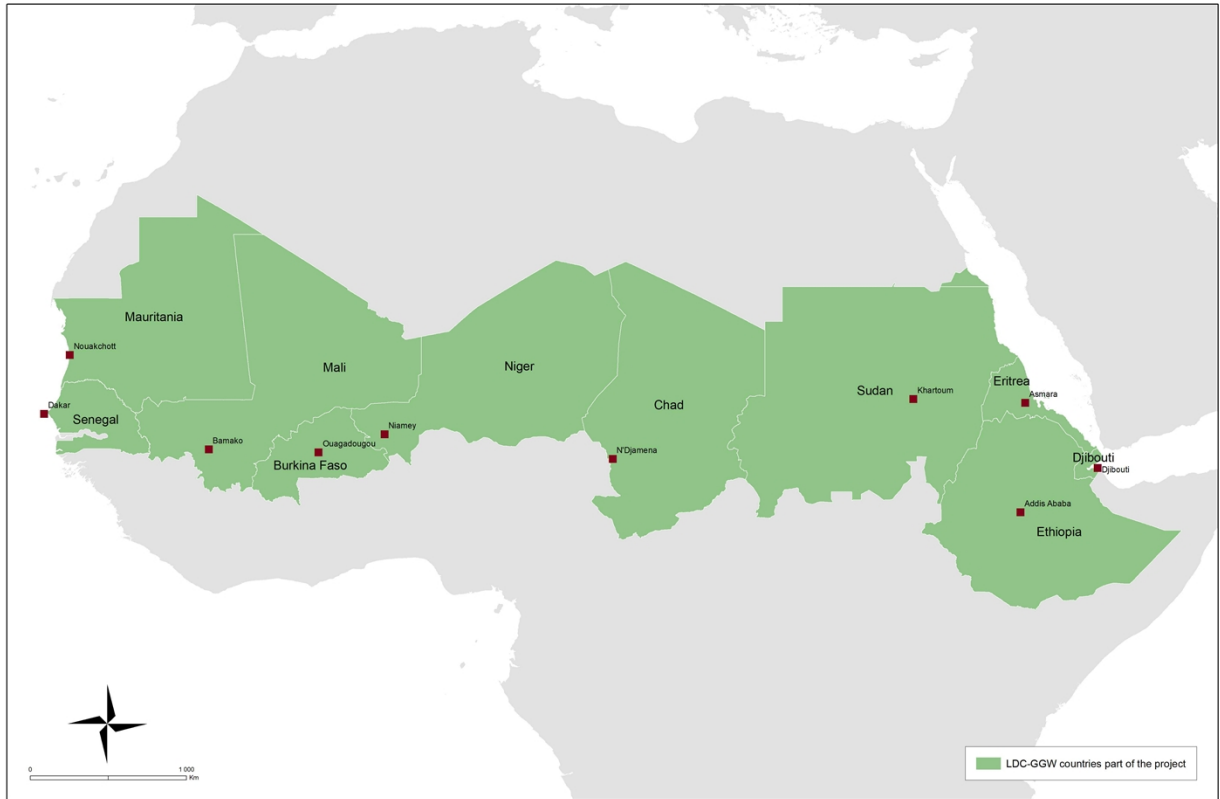 Mauritania
Nouakchott
Mali
Niger
Chad
Sudan
Khartoum
Eritrea
Asmara
Dakar
Senegal
Bamako
Ouagadougou
Niamey
Burkina Faso
N'Djamena
Djibouti
Djibouti
Addis Ababa
Ethiopia
0
1 000
Km
LDC-GGW countries part of the project